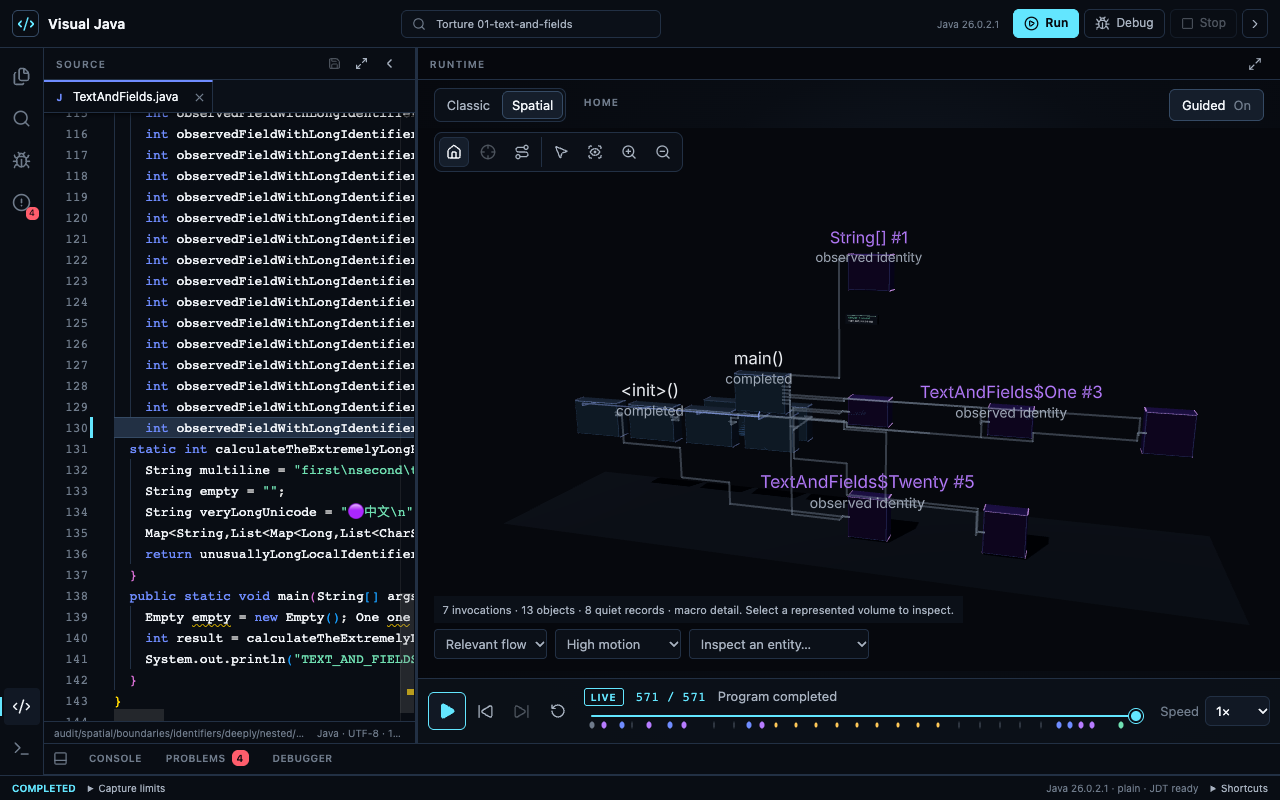 Visual Java
Torture 01-text-and-fields
Java 26.0.2.1
Run
Debug
Stop
SOURCE
RUNTIME
J TextAndFields.java
Classic
Spatial
HOME
Guided On
4
115 int observedFieldWithLongIdentifier
116 int observedFieldWithLongIdentifier
117 int observedFieldWithLongIdentifier
118 int observedFieldWithLongIdentifier
119 int observedFieldWithLongIdentifier
120 int observedFieldWithLongIdentifier
121 int observedFieldWithLongIdentifier
122 int observedFieldWithLongIdentifier
123 int observedFieldWithLongIdentifier
124 int observedFieldWithLongIdentifier
125 int observedFieldWithLongIdentifier
126 int observedFieldWithLongIdentifier
127 int observedFieldWithLongIdentifier
128 int observedFieldWithLongIdentifier
129 int observedFieldWithLongIdentifier
130 int observedFieldWithLongIdentifier
131 static int calculateTheExtremelyLong
132 String multiline = "first\nsecond\t
133 String empty = "";
134 String veryLongUnicode = "🟣中文\n"
135 Map<String,List<Map<Long,List<CharS
136 return unusuallyLongLocalIdentifier
137 }
138 public static void main(String[] args
139 Empty empty = new Empty(); One one
140 int result = calculateTheExtremely
141 System.out.println("TEXT_AND_FIELDS
142 }
143 }
144
String[] #1
observed identity
main()
completed
<init>()
completed
TextAndFields$One #3
observed identity
TextAndFields$Twenty #5
observed identity
7 invocations · 13 objects · 8 quiet records · macro detail. Select a represented volume to inspect.
Relevant flow
High motion
Inspect an entity...
LIVE 571 / 571 Program completed
Speed 1×
audit/spatial/boundaries/identifiers/deeply/nested/...
Java · UTF-8 · 1...
CONSOLE
PROBLEMS 4
DEBUGGER
COMPLETED
Capture limits
Java 26.0.2.1 · plain · JDT ready
Shortcuts